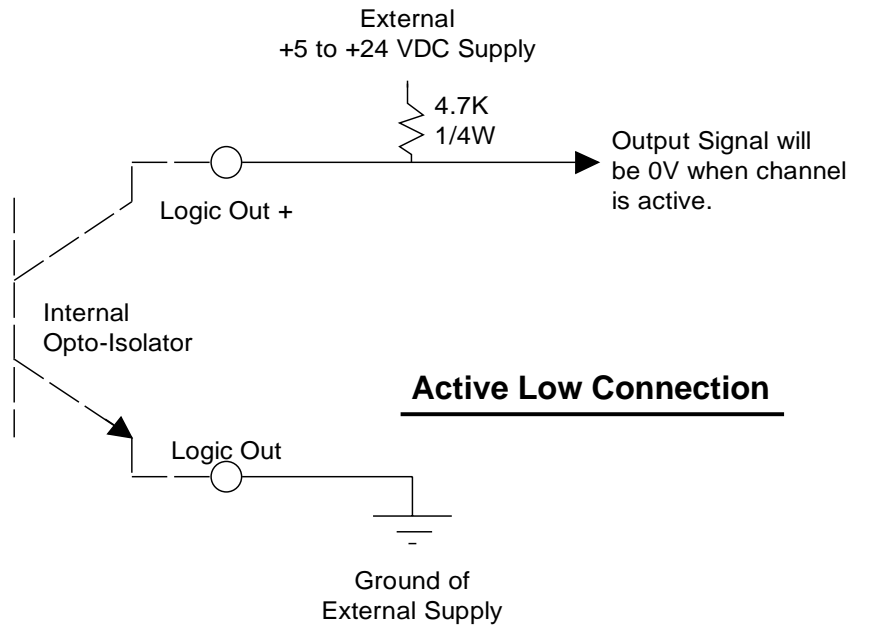 External
+5 to +24 VDC Supply
4.7K
1/4W
Output Signal will
be 0V when channel
is active.
Logic Out +
Internal
Opto-Isolator
Active Low Connection
Logic Out
Ground of
External Supply